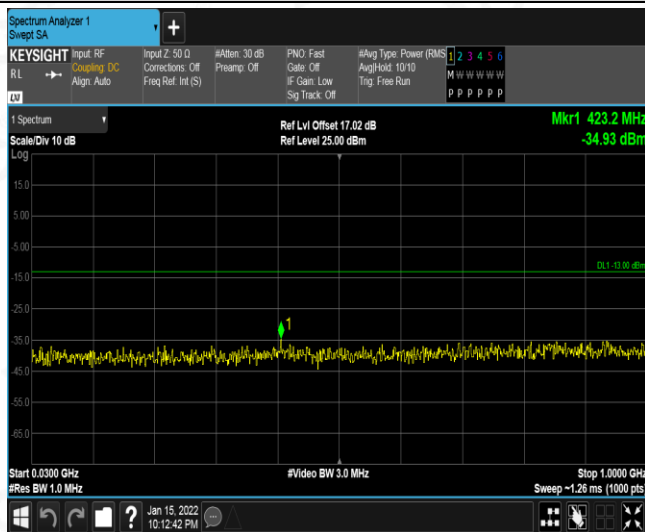 Spectrum Analyzer 1
Swept SA
+
KEYSIGHT
RL
Input: RF
Coupling: DC
Align: Auto
Input Z: 50 Ω
Corrections: Off
Freq Ref: Int (S)
#Atten: 30 dB
Preamp: Off
PNO: Fast
Gate: Off
IF Gain: Low
Sig Track: Off
#Avg Type: Power (RMS
Avg|Hold: 10/10
Trig: Free Run
1 2 3 4 5 6
M W W W W W
P P P P P P
1 Spectrum
Scale/Div 10 dB
Log
Ref Lvl Offset 17.02 dB
Ref Level 25.00 dBm
Mkr1 423.2 MHz
-34.93 dBm
15.0
5.00
-5.00
-15.0
DL1 -13.00 dBm
-25.0
1
-35.0
-45.0
-55.0
-65.0
Start 0.0300 GHz
#Res BW 1.0 MHz
#Video BW 3.0 MHz
Stop 1.0000 GHz
Sweep ~1.26 ms (1000 pts)
?
Jan 15, 2022
10:12:42 PM